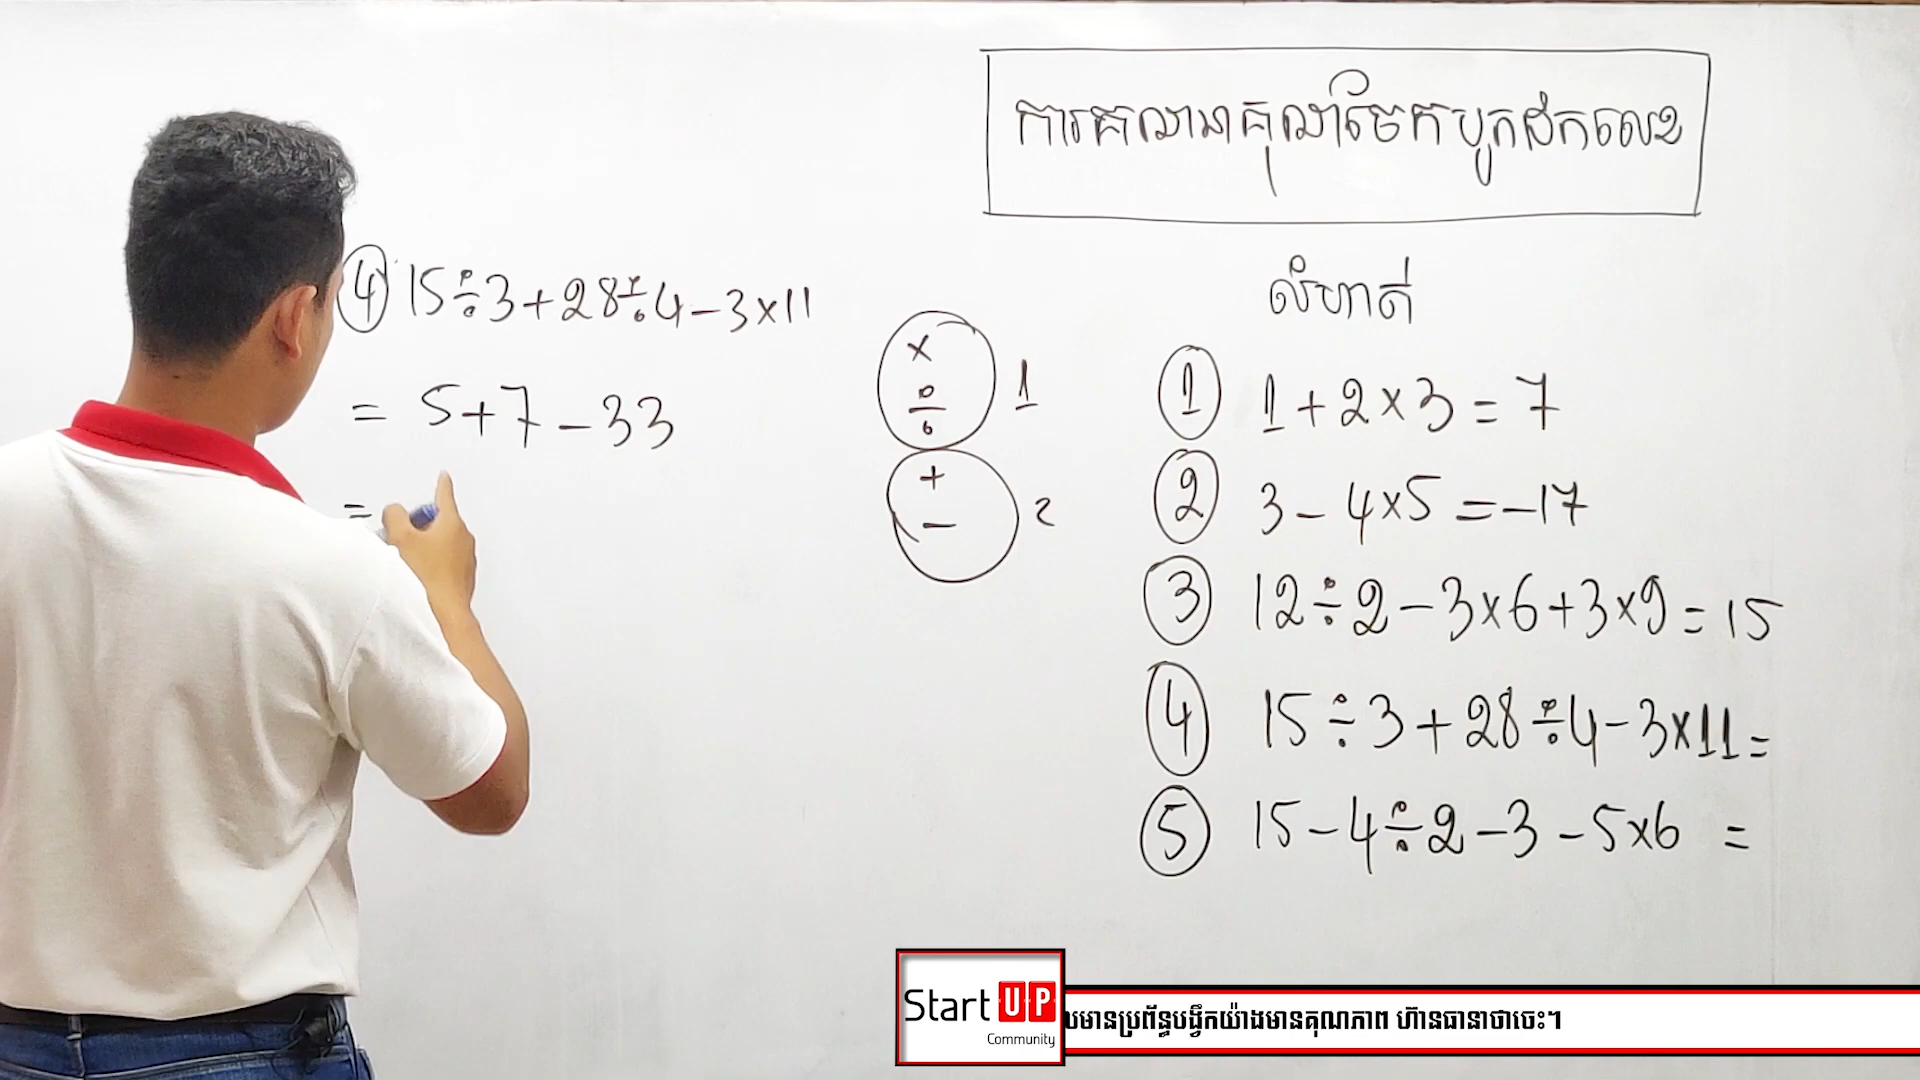 ការគណនាគុណចែកបូកដកលេខ
លំហាត់
④ 15÷3+28÷4-3×11
= 5+7-33
=
×
÷
1
+
-
2
① 1+2×3=7
② 3-4×5=-17
③ 12÷2-3×6+3×9=15
④ 15÷3+28÷4-3×11=
⑤ 15-4÷2-3-5×6 =
StartUP
Community
មានប្រព័ន្ធបង្វឹកយ៉ាងមានគុណភាព ហ៊ានធានាថាចេះ។